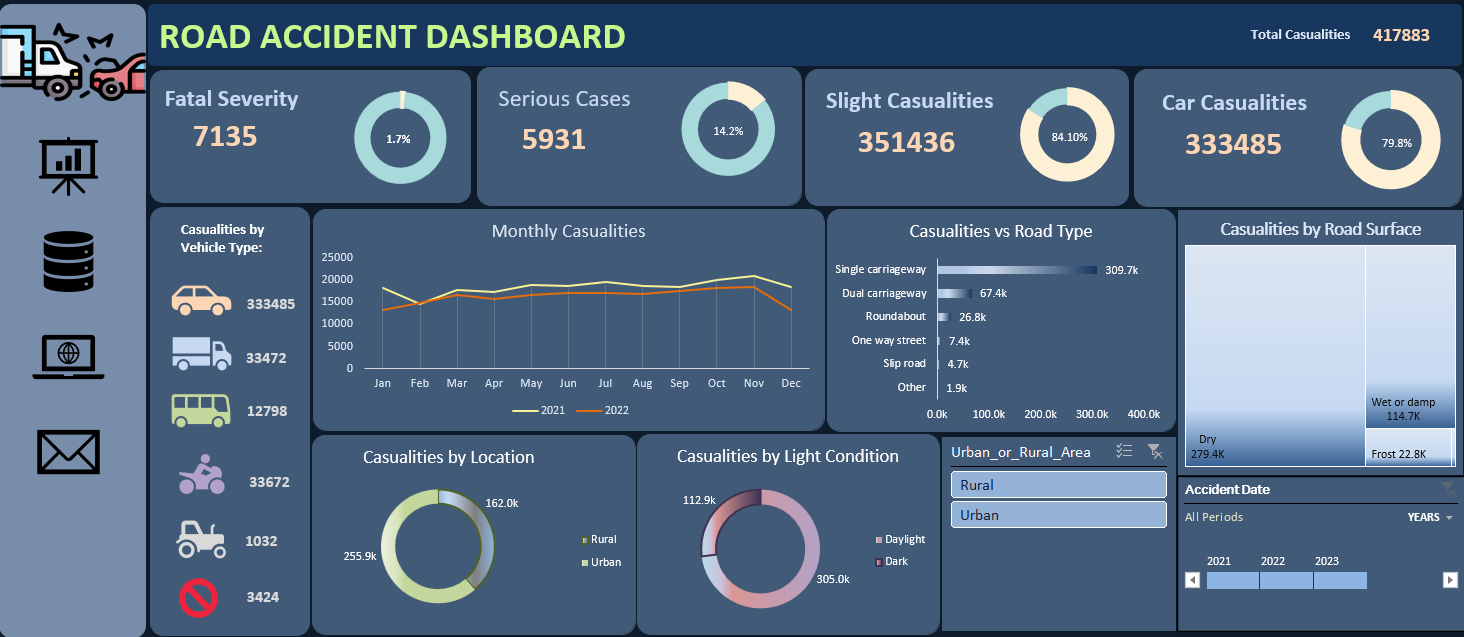 ROAD ACCIDENT DASHBOARD
Total Casualities 417883
Fatal Severity
7135
1.7%
Serious Cases
5931
14.2%
Slight Casualities
351436
84.10%
Car Casualities
333485
79.8%
Casualities by
Vehicle Type:
333485
33472
12798
33672
1032
3424
Monthly Casualities
25000
20000
15000
10000
5000
0
Jan Feb Mar Apr May Jun Jul Aug Sep Oct Nov Dec
2021 2022
Casualities vs Road Type
Single carriageway 309.7k
Dual carriageway 67.4k
Roundabout 26.8k
One way street 7.4k
Slip road 4.7k
Other 1.9k
0.0k 100.0k 200.0k 300.0k 400.0k
Casualities by Road Surface
Dry
279.4K
Wet or damp
114.7K
Frost 22.8K
Casualities by Location
162.0k
255.9k
Rural
Urban
Casualities by Light Condition
112.9k
305.0k
Daylight
Dark
Urban_or_Rural_Area
Rural
Urban
Accident Date
All Periods YEARS
2021 2022 2023